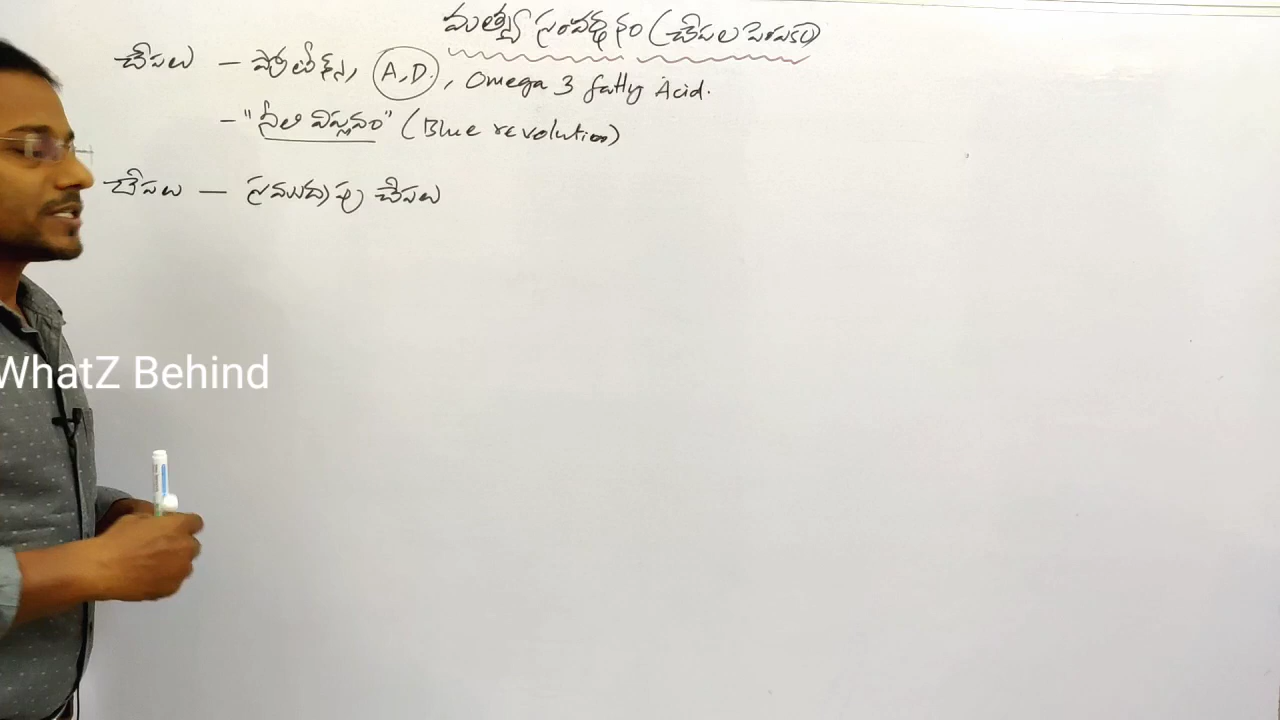 మత్స్య సంవర్ధనం (చేపల పెంపకం)
చేపలు - ప్రోటీన్స్, A, D, Omega 3 fatty Acid.
- "నీలి విప్లవం" (Blue revolution)
చేపలు - సముద్రపు చేపలు
WhatZ Behind